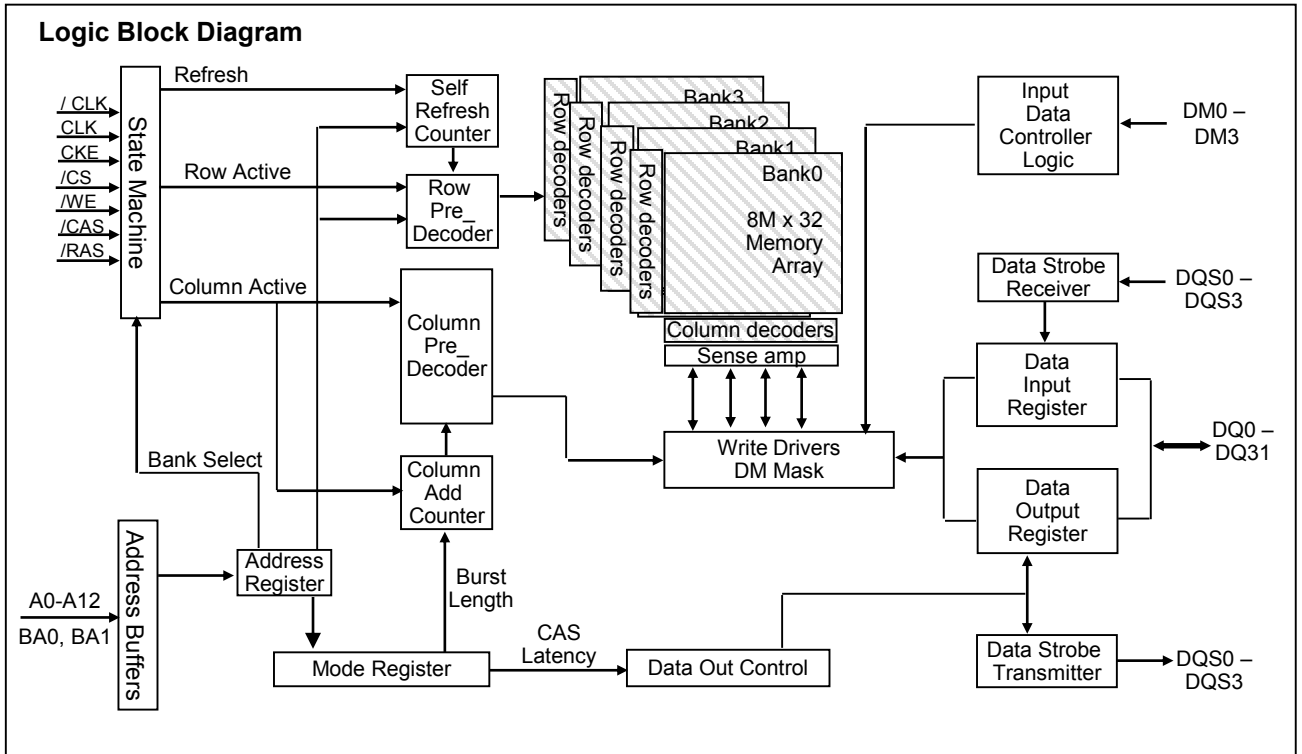 Logic Block Diagram
/ CLK
CLK
CKE
/CS
/WE
/CAS
/RAS
State Machine
Refresh
Row Active
Column Active
Self
Refresh
Counter
Row
Pre_
Decoder
Column
Pre_
Decoder
Column
Add
Counter
Row decoders
Row decoders
Row decoders
Row decoders
Bank3
Bank2
Bank1
Bank0
8M x 32
Memory
Array
Column decoders
Sense amp
Write Drivers
DM Mask
Input
Data
Controller
Logic
DM0 –
DM3
Data Strobe
Receiver
DQS0 –
DQS3
Data
Input
Register
DQ0 –
DQ31
Data
Output
Register
Bank Select
A0-A12
BA0, BA1
Address Buffers
Address
Register
Burst
Length
Mode Register
CAS
Latency
Data Out Control
Data Strobe
Transmitter
DQS0 –
DQS3